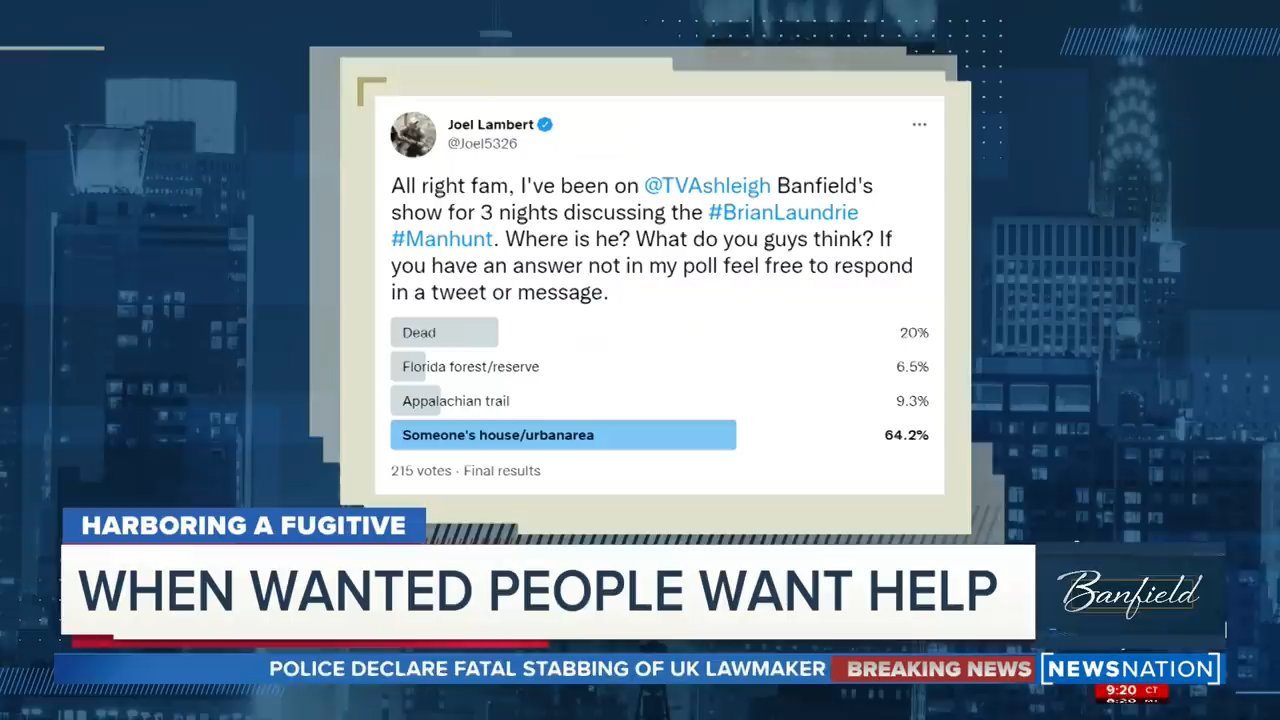 Joel Lambert
@Joel5326
All right fam, I've been on @TVAshleigh Banfield's
show for 3 nights discussing the #BrianLaundrie
#Manhunt. Where is he? What do you guys think? If
you have an answer not in my poll feel free to respond
in a tweet or message.
Dead 20%
Florida forest/reserve 6.5%
Appalachian trail 9.3%
Someone's house/urbanarea 64.2%
215 votes · Final results
HARBORING A FUGITIVE
WHEN WANTED PEOPLE WANT HELP
Banfield
POLICE DECLARE FATAL STABBING OF UK LAWMAKER BREAKING NEWS NEWSNATION
9:20 CT